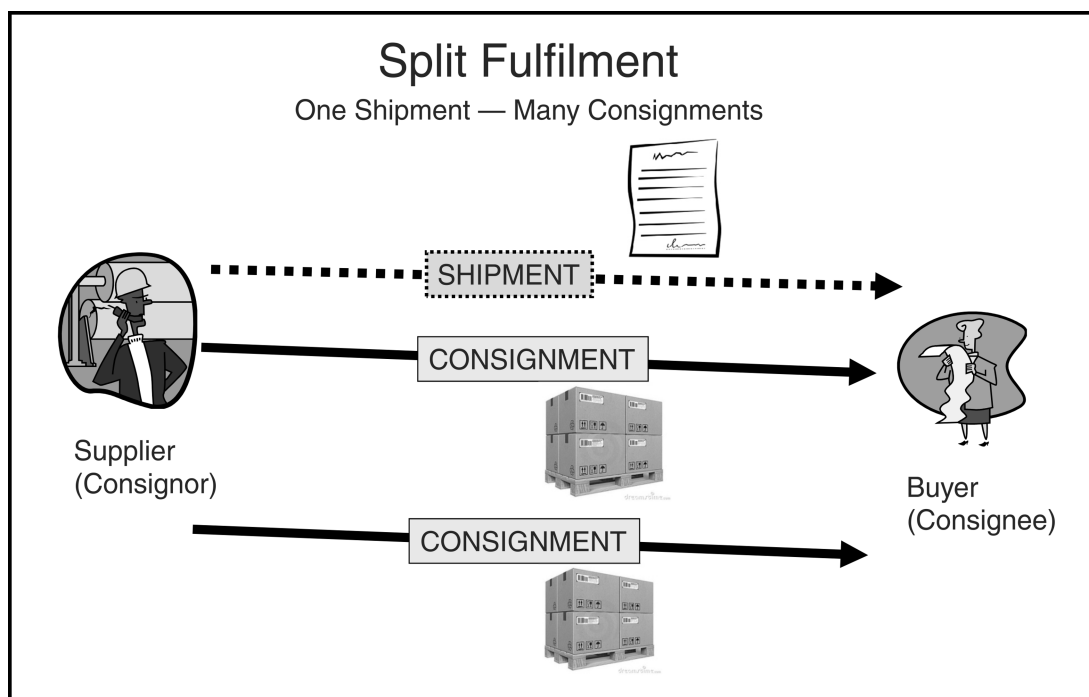 Split Fulfilment
One Shipment — Many Consignments
SHIPMENT
CONSIGNMENT
Supplier
(Consignor)
Buyer
(Consignee)
CONSIGNMENT